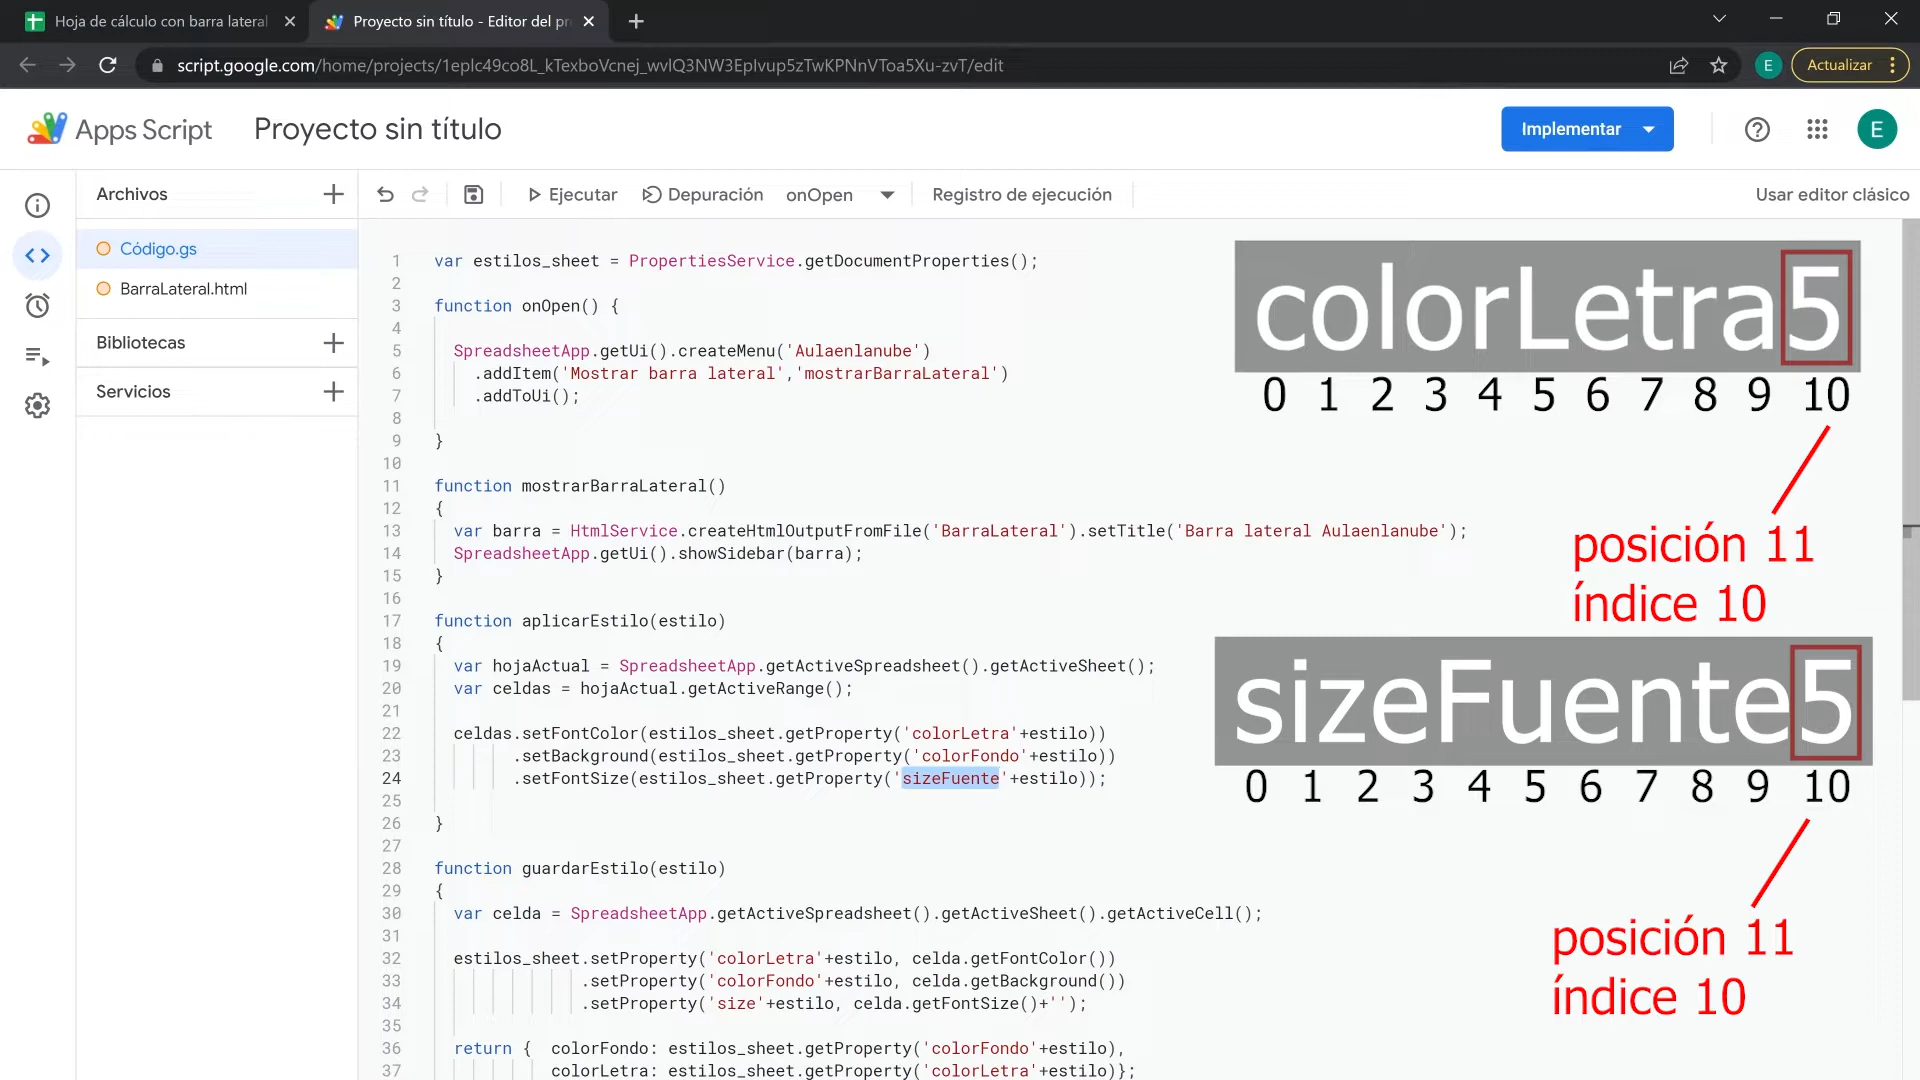 Hoja de cálculo con barra lateral
Proyecto sin título - Editor del pr
script.google.com/home/projects/1eplc49co8L_kTexboVcnej_wvlQ3NW3Eplvup5zTwKPNnVToa5Xu-zvT/edit
E
Actualizar
Apps Script
Proyecto sin título
Implementar
E
Archivos
Ejecutar
Depuración
onOpen
Registro de ejecución
Usar editor clásico
Código.gs
BarraLateral.html
Bibliotecas
Servicios
1 var estilos_sheet = PropertiesService.getDocumentProperties();
2
3 function onOpen() {
4
5 SpreadsheetApp.getUi().createMenu('Aulaenlanube')
6 .addItem('Mostrar barra lateral','mostrarBarraLateral')
7 .addToUi();
8
9 }
10
11 function mostrarBarraLateral()
12 {
13 var barra = HtmlService.createHtmlOutputFromFile('BarraLateral').setTitle('Barra lateral Aulaenlanube');
14 SpreadsheetApp.getUi().showSidebar(barra);
15 }
16
17 function aplicarEstilo(estilo)
18 {
19 var hojaActual = SpreadsheetApp.getActiveSpreadsheet().getActiveSheet();
20 var celdas = hojaActual.getActiveRange();
21
22 celdas.setFontColor(estilos_sheet.getProperty('colorLetra'+estilo))
23 .setBackground(estilos_sheet.getProperty('colorFondo'+estilo))
24 .setFontSize(estilos_sheet.getProperty('sizeFuente'+estilo));
25
26 }
27
28 function guardarEstilo(estilo)
29 {
30 var celda = SpreadsheetApp.getActiveSpreadsheet().getActiveSheet().getActiveCell();
31
32 estilos_sheet.setProperty('colorLetra'+estilo, celda.getFontColor())
33 .setProperty('colorFondo'+estilo, celda.getBackground())
34 .setProperty('size'+estilo, celda.getFontSize()+'');
35
36 return { colorFondo: estilos_sheet.getProperty('colorFondo'+estilo),
37 colorLetra: estilos_sheet.getProperty('colorLetra'+estilo)};
colorLetra5
0 1 2 3 4 5 6 7 8 9 10
posición 11
índice 10
sizeFuente5
0 1 2 3 4 5 6 7 8 9 10
posición 11
índice 10